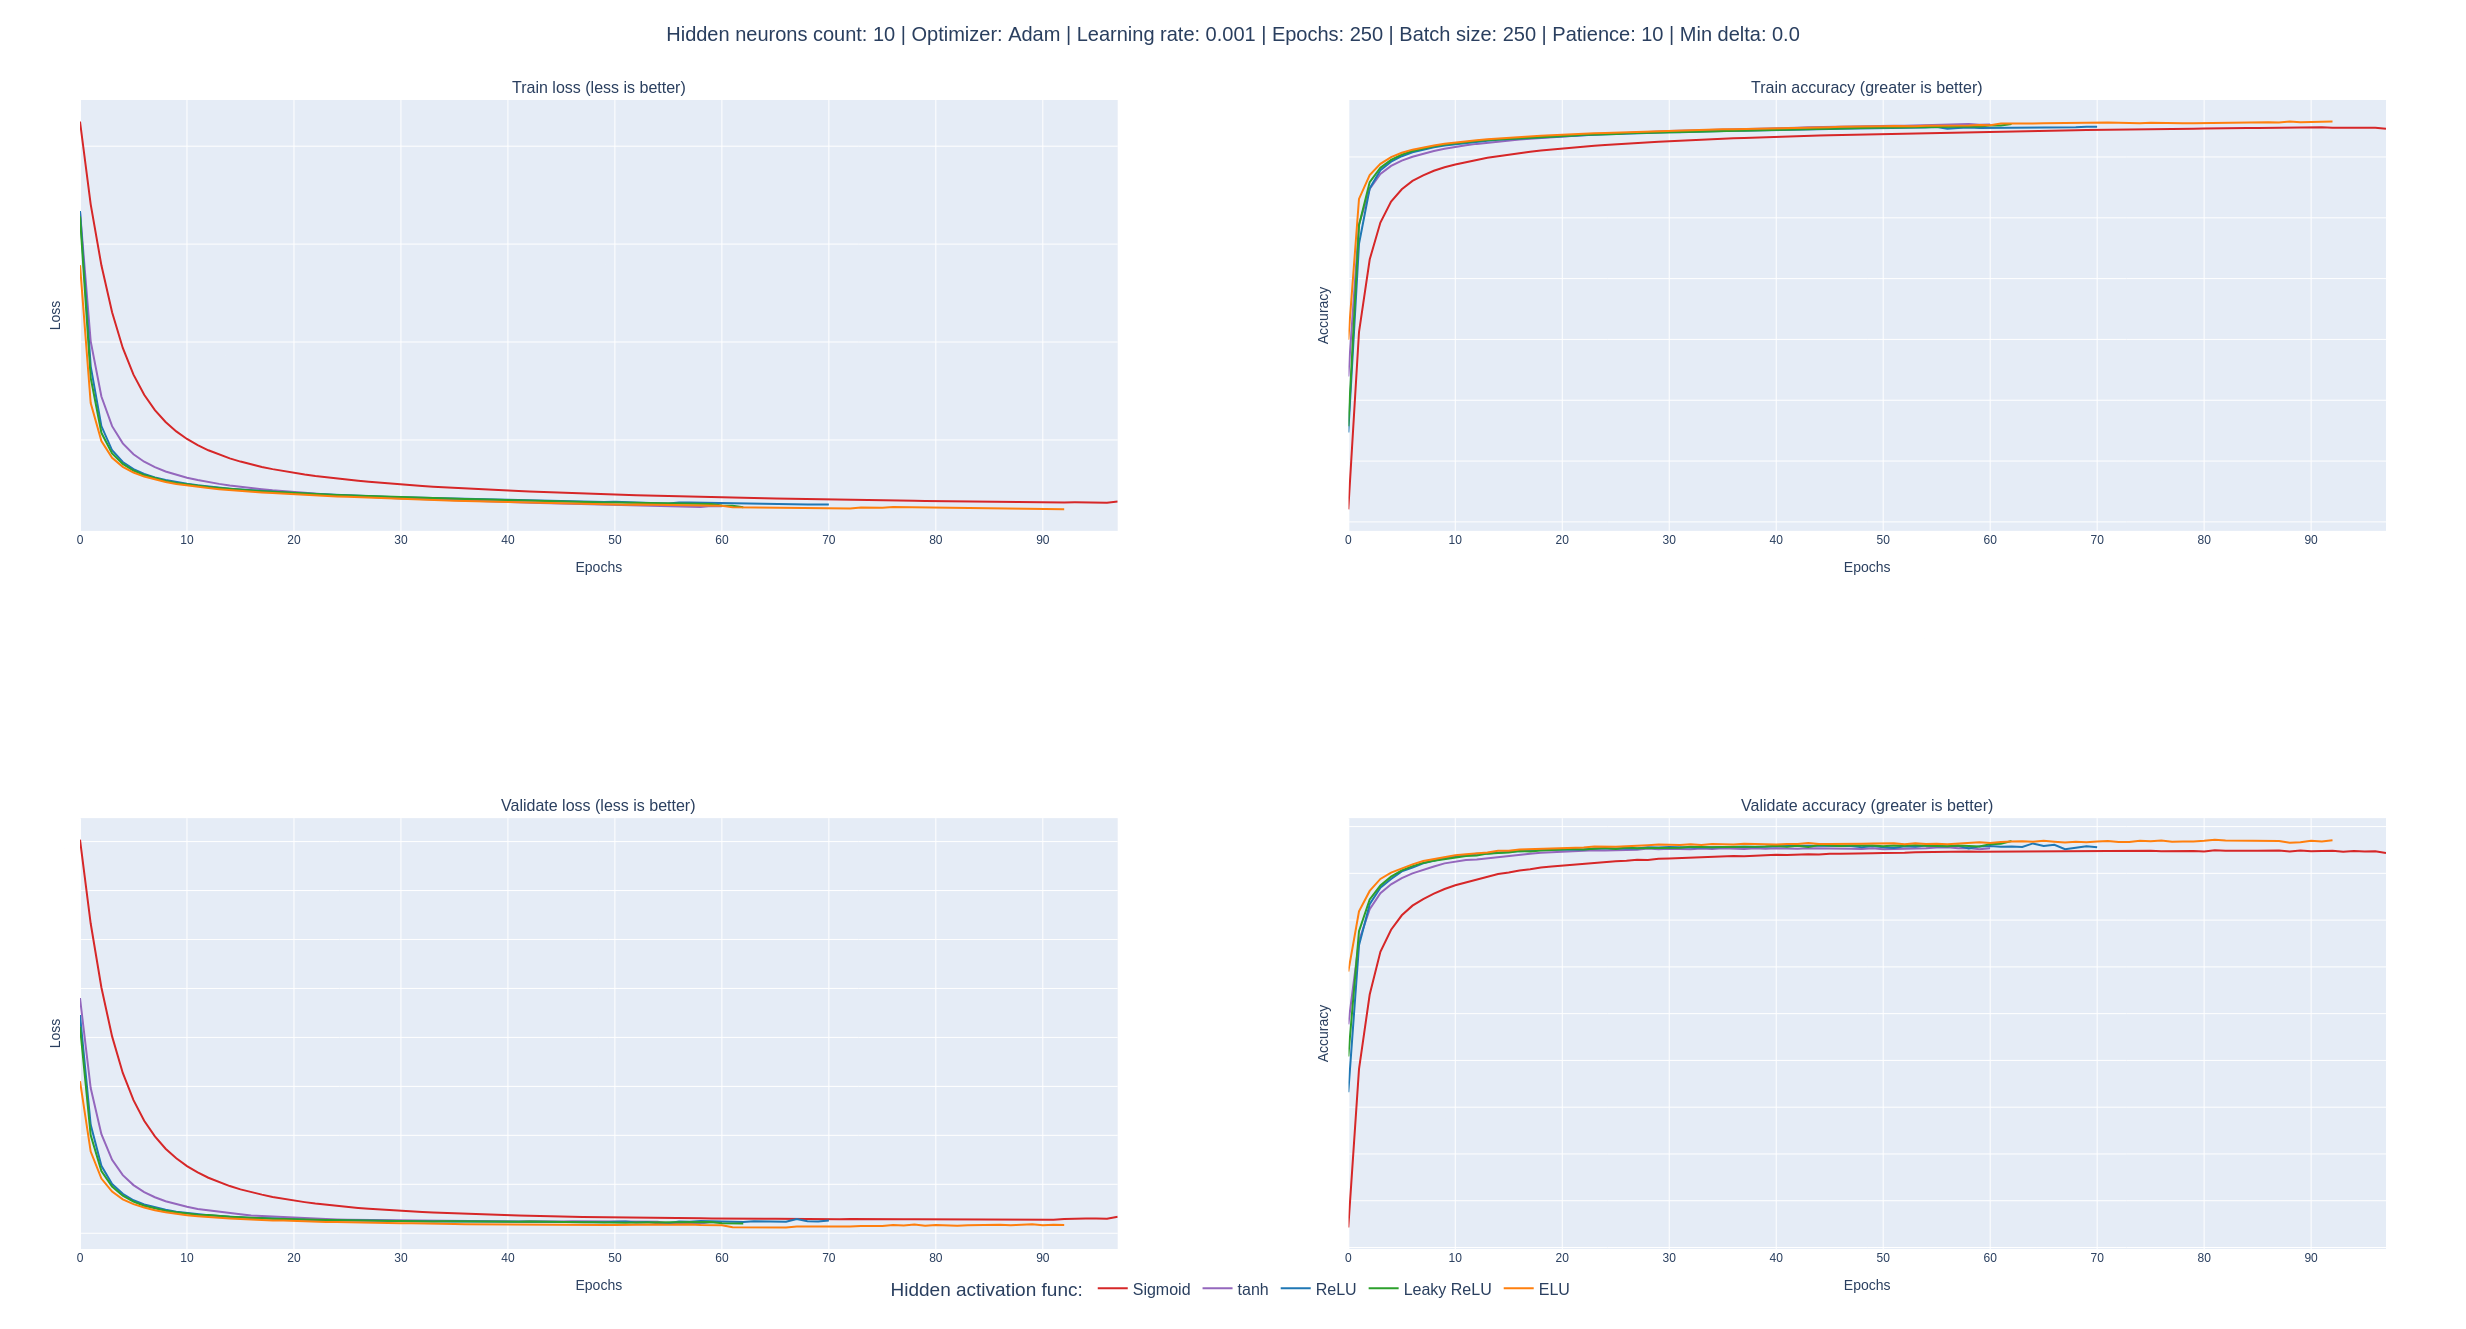 Hidden neurons count: 10 | Optimizer: Adam | Learning rate: 0.001 | Epochs: 250 | Batch size: 250 | Patience: 10 | Min delta: 0.0
Train loss (less is better)
Loss
0 10 20 30 40 50 60 70 80 90
Epochs
Train accuracy (greater is better)
Accuracy
0 10 20 30 40 50 60 70 80 90
Epochs
Validate loss (less is better)
Loss
0 10 20 30 40 50 60 70 80 90
Epochs
Validate accuracy (greater is better)
Accuracy
0 10 20 30 40 50 60 70 80 90
Epochs
Hidden activation func: Sigmoid tanh ReLU Leaky ReLU ELU